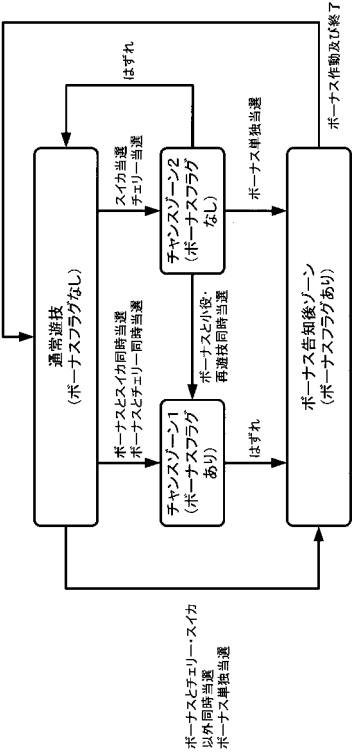 通常遊技
(ボーナスフラグなし)
はずれ
スイカ当選
チェリー当選
ボーナスとスイカ同時当選
ボーナスとチェリー同時当選
チャンスゾーン2
(ボーナスフラグ
なし)
ボーナスと小役・
再遊技同時当選
チャンスゾーン1
(ボーナスフラグ
あり)
ボーナス単独当選
はずれ
ボーナス告知後ゾーン
(ボーナスフラグあり)
ボーナス作動及び終了
ボーナスとチェリー・スイカ
以外同時当選
ボーナス単独当選